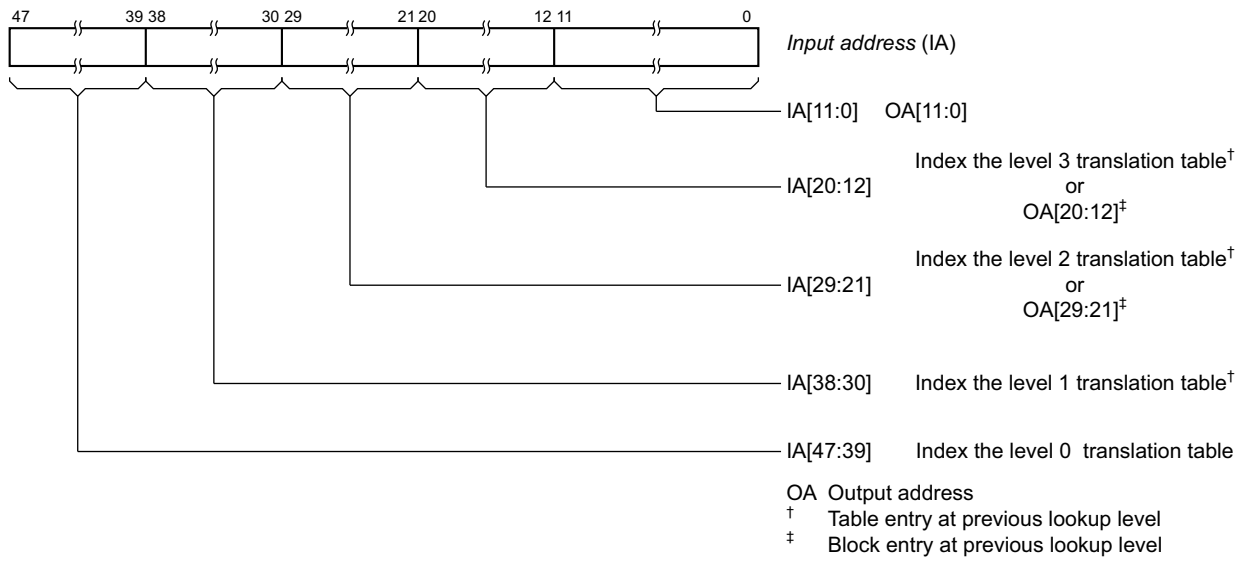 47 39 38 30 29 21 20 12 11 0
Input address (IA)
IA[11:0] OA[11:0]
Index the level 3 translation table†
IA[20:12] or
OA[20:12]‡
Index the level 2 translation table†
IA[29:21] or
OA[29:21]‡
IA[38:30] Index the level 1 translation table†
IA[47:39] Index the level 0 translation table
OA Output address
† Table entry at previous lookup level
‡ Block entry at previous lookup level